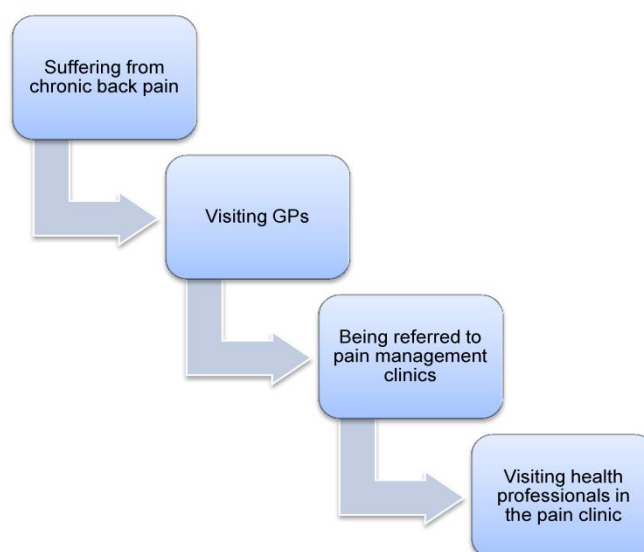 Suffering from
chronic back pain
Visiting GPs
Being referred to
pain management
clinics
Visiting health
professionals in
the pain clinic